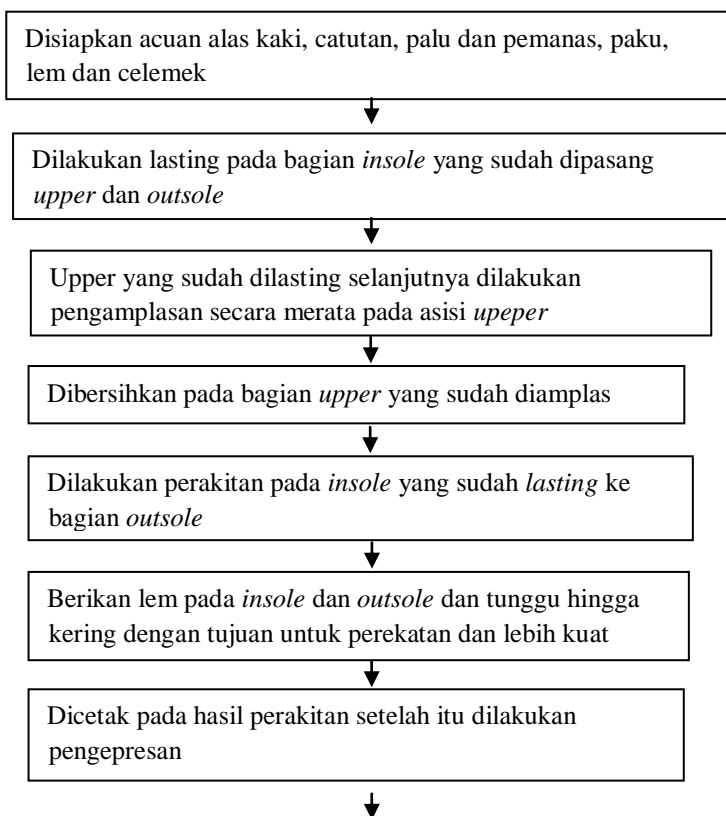 Disiapkan acuan alas kaki, catutan, palu dan pemanas, paku,
lem dan celemek
Dilakukan lasting pada bagian insole yang sudah dipasang
upper dan outsole
Upper yang sudah dilasting selanjutnya dilakukan
pengamplasan secara merata pada asisi upeper
Dibersihkan pada bagian upper yang sudah diamplas
Dilakukan perakitan pada insole yang sudah lasting ke
bagian outsole
Berikan lem pada insole dan outsole dan tunggu hingga
kering dengan tujuan untuk perekatan dan lebih kuat
Dicetak pada hasil perakitan setelah itu dilakukan
pengepresan